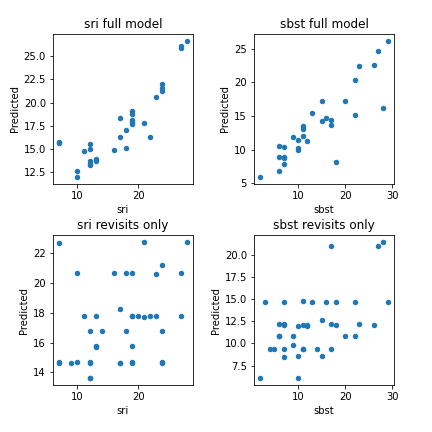 sri full model
25.0
22.5
20.0
17.5
15.0
12.5
Predicted
10
20
sri
sbst full model
25
20
15
10
5
Predicted
0
10
20
30
sbst
sri revisits only
22
20
18
16
14
Predicted
10
20
sri
sbst revisits only
20.0
17.5
15.0
12.5
10.0
7.5
Predicted
0
10
20
30
sbst